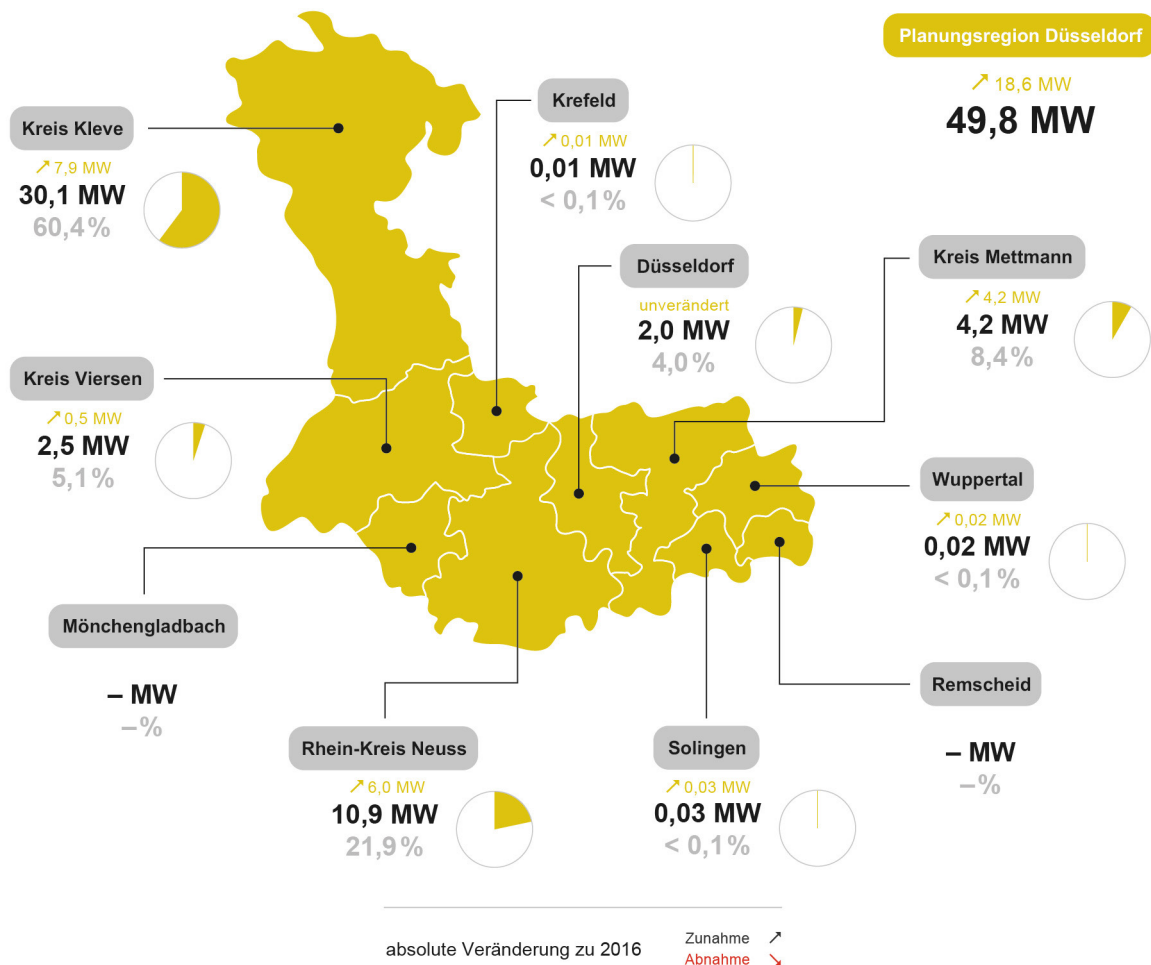 Planungsregion Düsseldorf
↗ 18,6 MW
49,8 MW
Kreis Kleve
↗ 7,9 MW
30,1 MW
60,4%
Krefeld
↗ 0,01 MW
0,01 MW
< 0,1%
Düsseldorf
unverändert
2,0 MW
4,0%
Kreis Mettmann
↗ 4,2 MW
4,2 MW
8,4%
Kreis Viersen
↗ 0,5 MW
2,5 MW
5,1%
Wuppertal
↗ 0,02 MW
0,02 MW
< 0,1%
Mönchengladbach
– MW
–%
Remscheid
– MW
–%
Rhein-Kreis Neuss
↗ 6,0 MW
10,9 MW
21,9%
Solingen
↗ 0,03 MW
0,03 MW
< 0,1%
absolute Veränderung zu 2016
Zunahme ↗
Abnahme ↘